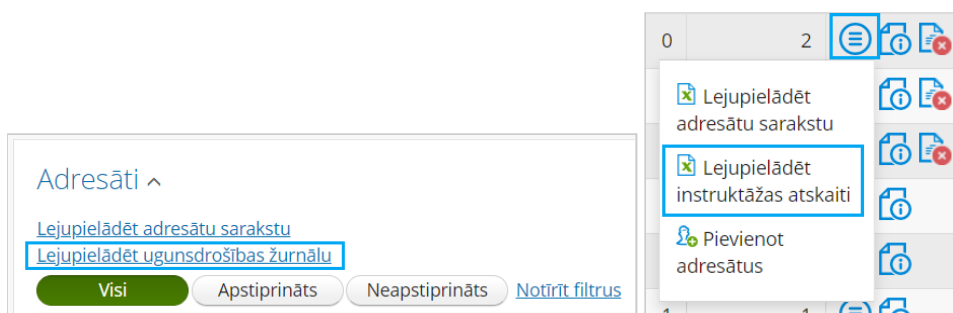 Adresāti
Lejupielādēt adresātu sarakstu
Lejupielādēt ugunsdrošības žurnālu
Visi Apstiprināts Neapstiprināts Notīrīt filtrus
0 2
Lejupielādēt
adresātu sarakstu
Lejupielādēt
instruktāžas atskaiti
Pievienot
adresātus
1 1